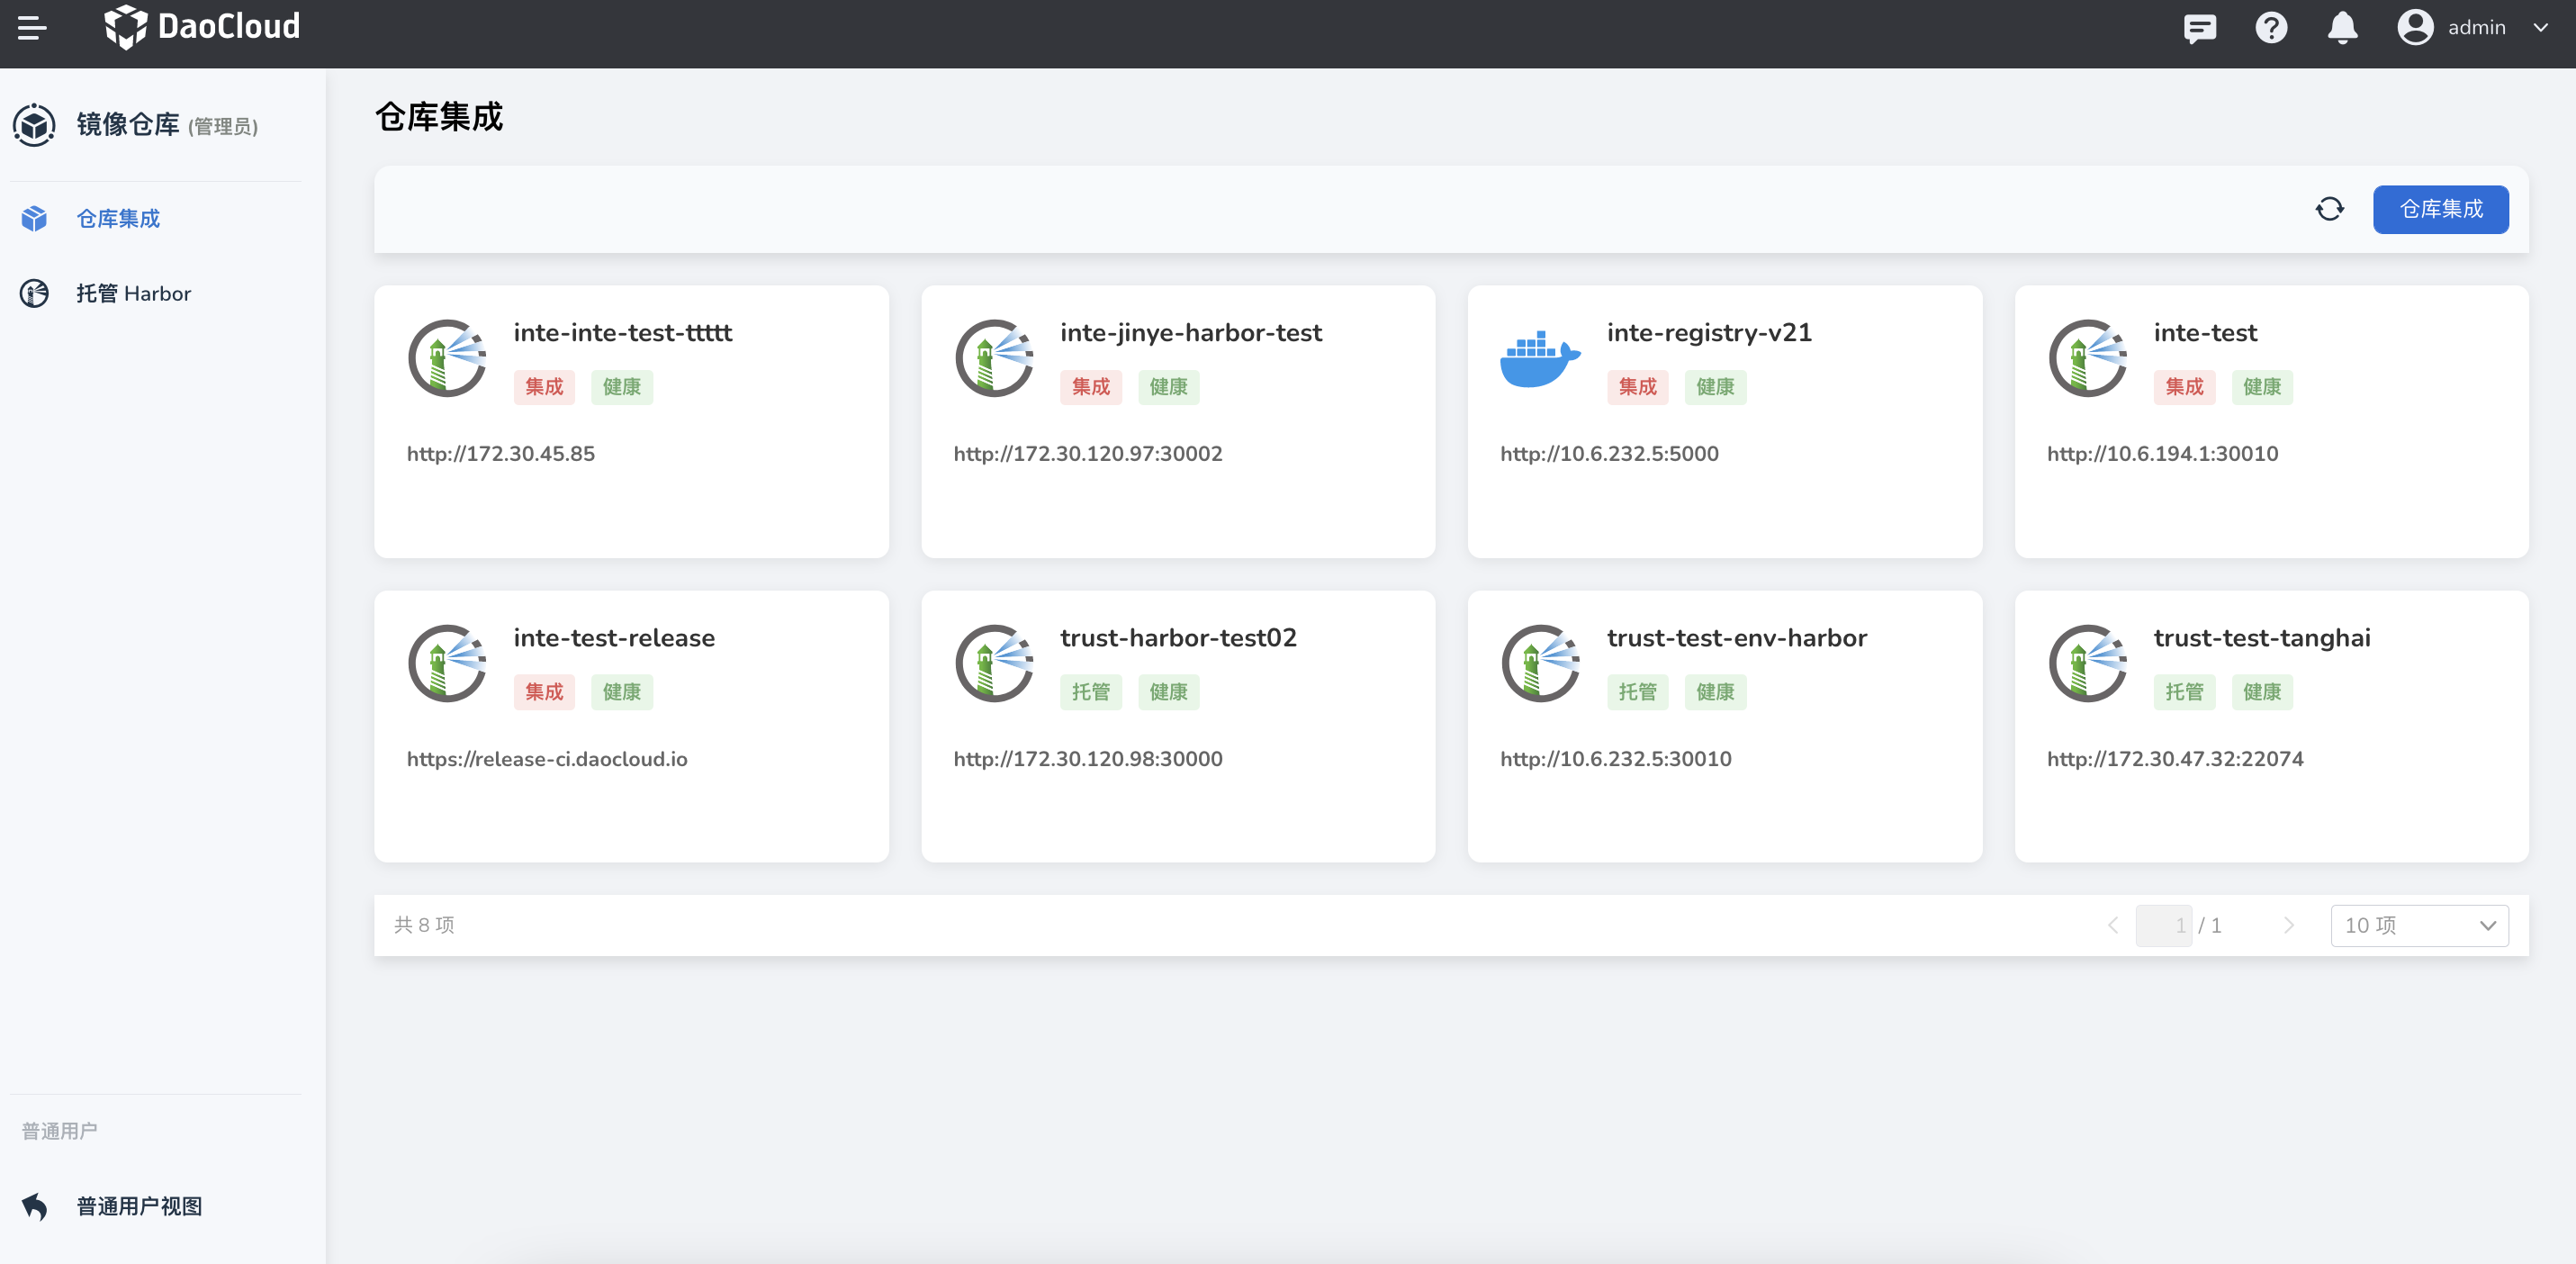 DaoCloud
admin
镜像仓库 (管理员)
仓库集成
托管 Harbor
仓库集成
仓库集成
inte-inte-test-ttttt
集成 健康
http://172.30.45.85
inte-jinye-harbor-test
集成 健康
http://172.30.120.97:30002
inte-registry-v21
集成 健康
http://10.6.232.5:5000
inte-test
集成 健康
http://10.6.194.1:30010
inte-test-release
集成 健康
https://release-ci.daocloud.io
trust-harbor-test02
托管 健康
http://172.30.120.98:30000
trust-test-env-harbor
托管 健康
http://10.6.232.5:30010
trust-test-tanghai
托管 健康
http://172.30.47.32:22074
共 8 项
1 / 1
10 项
普通用户
普通用户视图